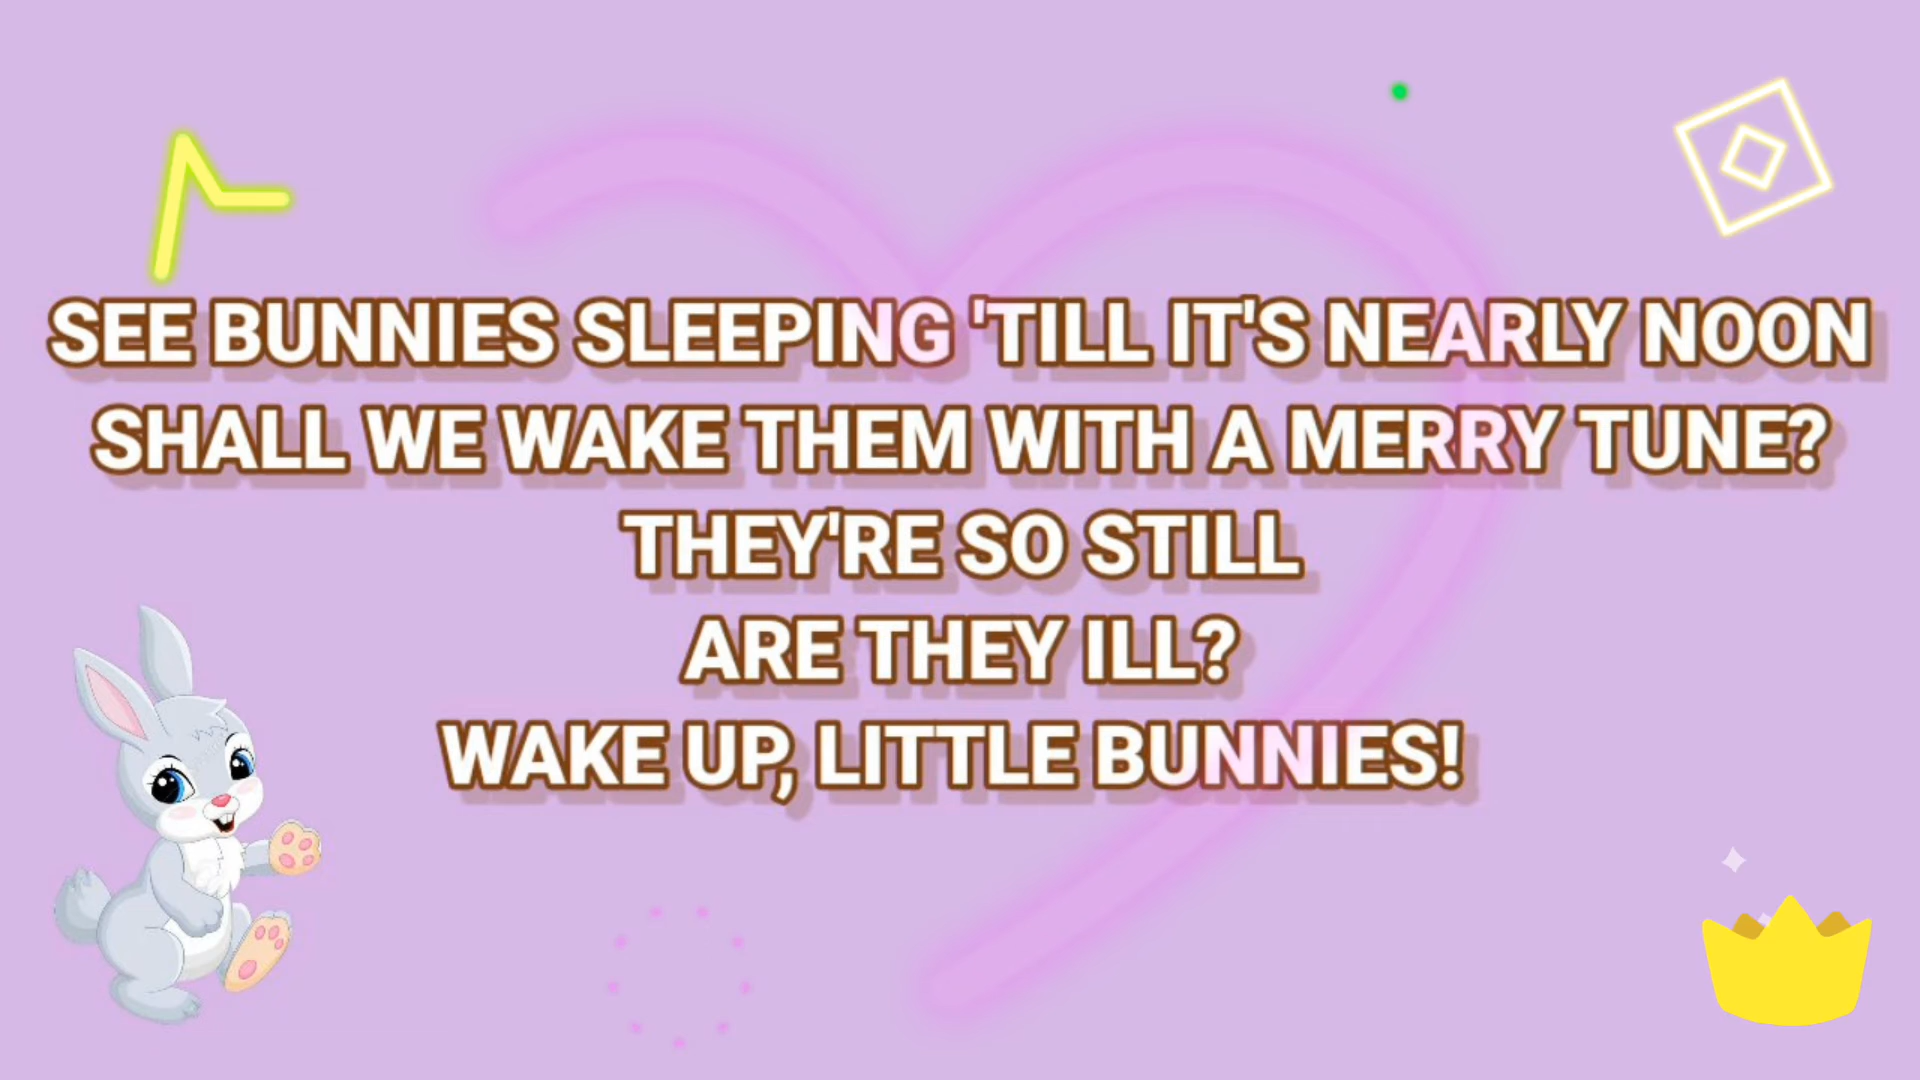 SEE BUNNIES SLEEPING 'TILL IT'S NEARLY NOON
SHALL WE WAKE THEM WITH A MERRY TUNE?
THEY'RE SO STILL
ARE THEY ILL?
WAKE UP, LITTLE BUNNIES!